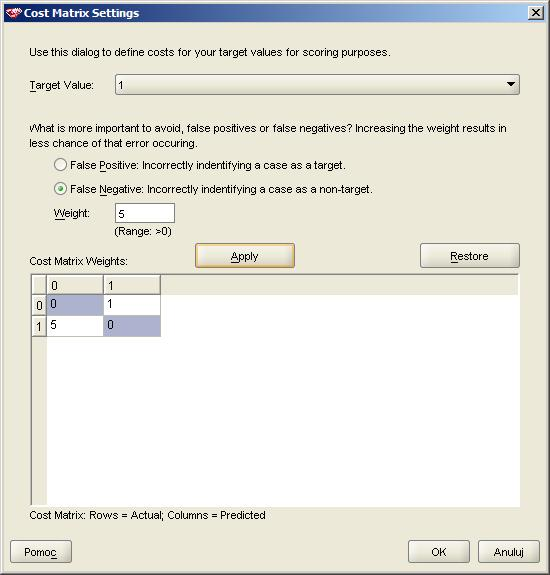 Cost Matrix Settings
Use this dialog to define costs for your target values for scoring purposes.
Target Value: 1
What is more important to avoid, false positives or false negatives? Increasing the weight results in
less chance of that error occuring.
False Positive: Incorrectly indentifying a case as a target.
False Negative: Incorrectly indentifying a case as a non-target.
Weight: 5
(Range: >0)
Cost Matrix Weights: Apply Restore
0 1
0 0 1
1 5 0
Cost Matrix: Rows = Actual; Columns = Predicted
Pomoc OK Anuluj